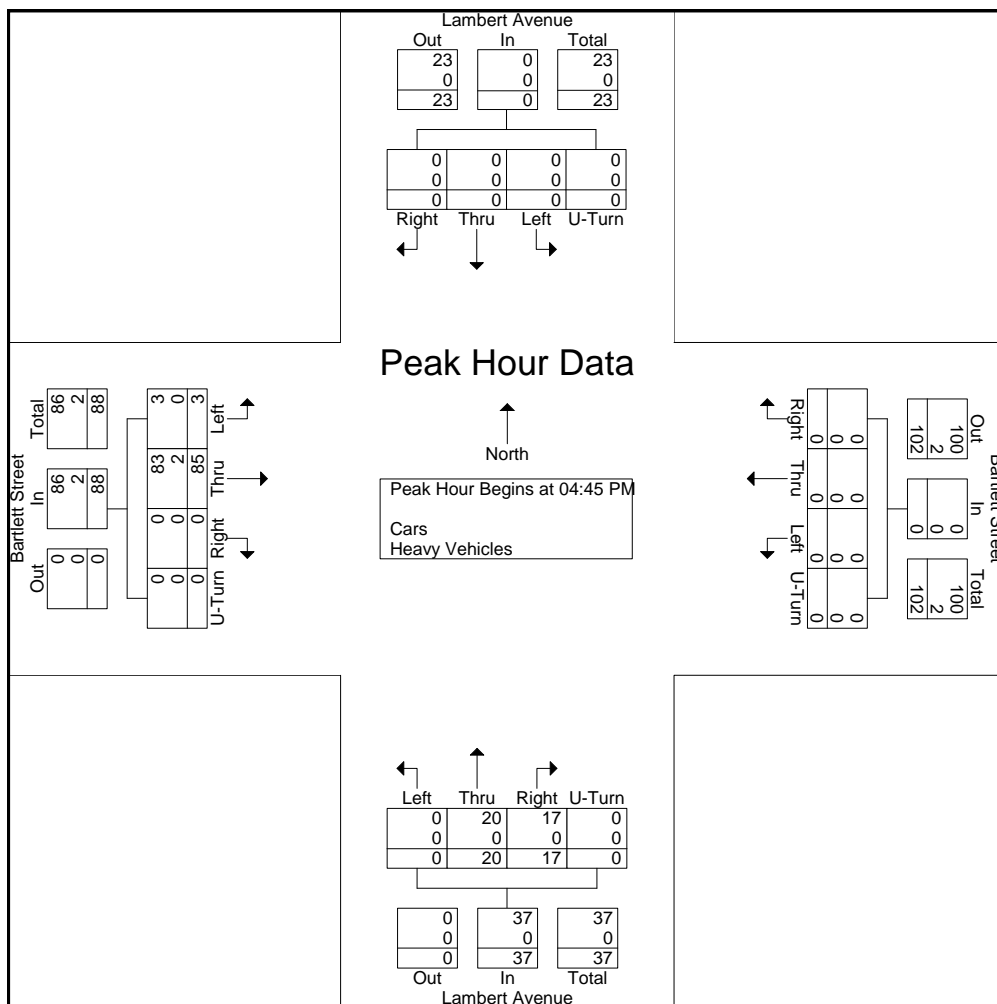 Lambert Avenue
Out In Total
23 0 23
0 0 0
23 0 23
0 0 0 0
0 0 0 0
0 0 0 0
Right Thru Left U-Turn
Peak Hour Data
North
Peak Hour Begins at 04:45 PM
Cars
Heavy Vehicles
Bartlett Street
Out In Total
0 86 86
0 2 2
0 88 88
0 0 83 3
0 0 2 0
0 0 85 3
U-Turn Right Thru Left
Bartlett Street
Out In Total
100 0 100
2 0 2
102 0 102
0 0 0 0
0 0 0 0
0 0 0 0
Right Thru Left U-Turn
Left Thru Right U-Turn
0 20 17 0
0 0 0 0
0 20 17 0
0 37 37
0 0 0
0 37 37
Out In Total
Lambert Avenue